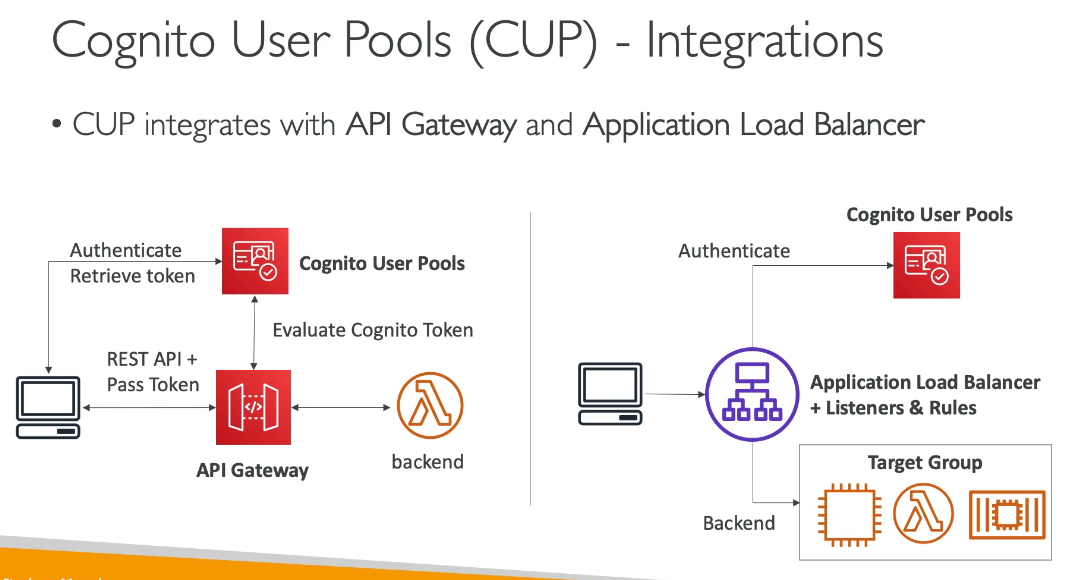 Cognito User Pools (CUP) - Integrations
• CUP integrates with API Gateway and Application Load Balancer
Authenticate
Retrieve token
Cognito User Pools
Evaluate Cognito Token
REST API +
Pass Token
API Gateway
backend
Cognito User Pools
Authenticate
Application Load Balancer
+ Listeners & Rules
Target Group
Backend